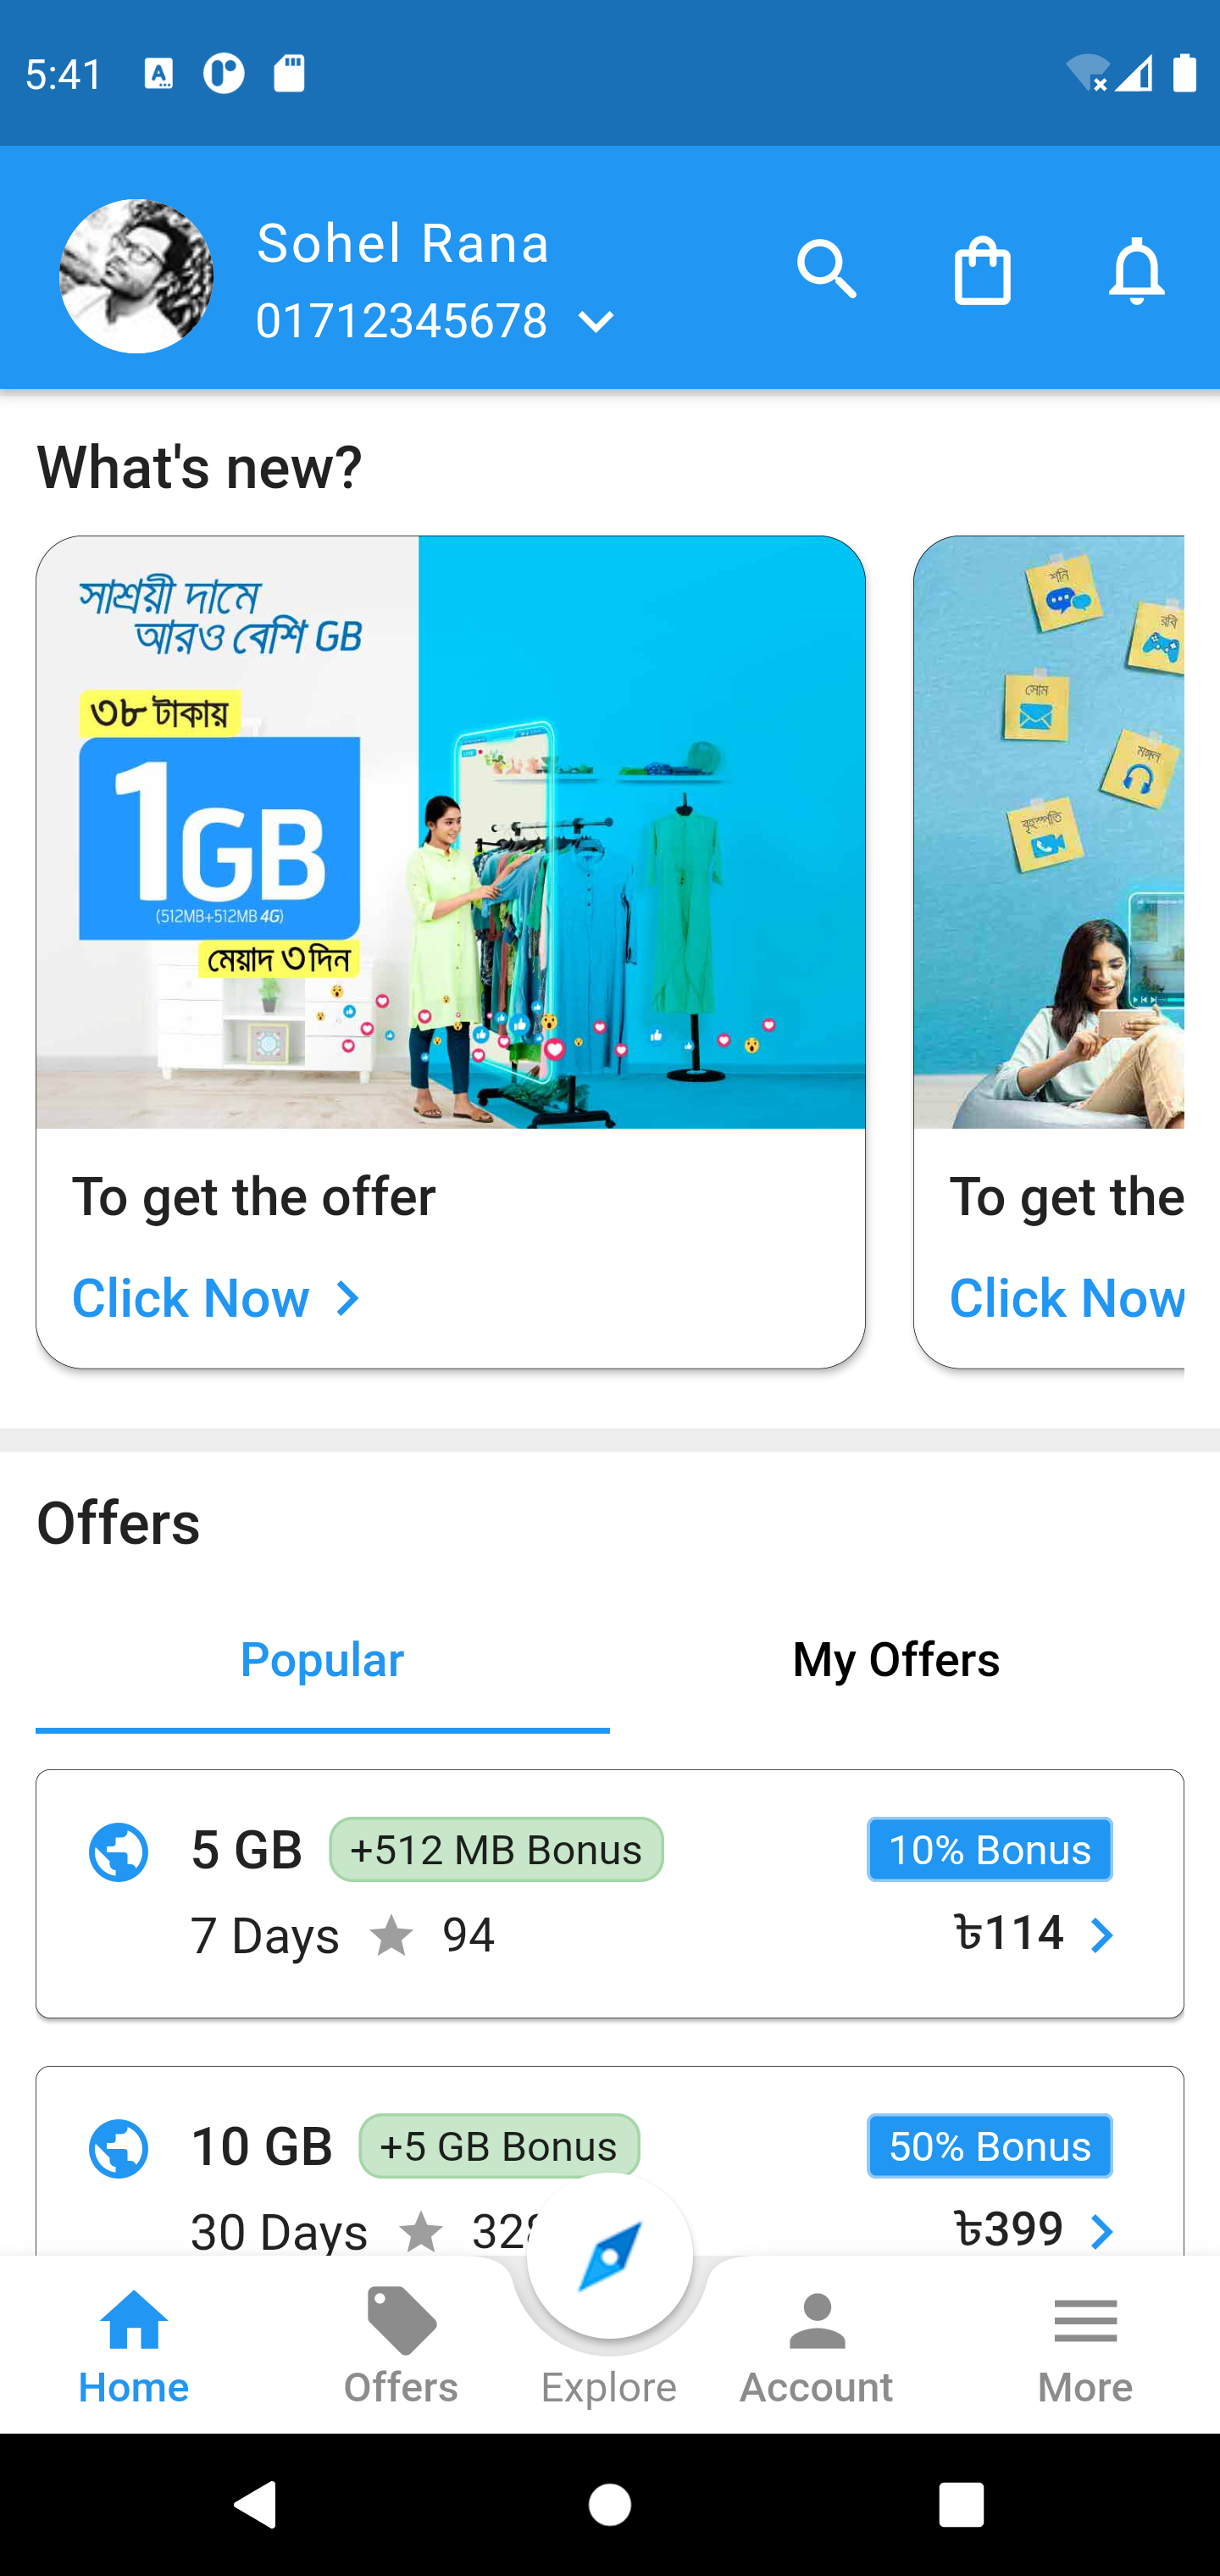 5:41
Sohel Rana
01712345678
What's new?
সাশ্রয়ী দামে
আরও বেশি GB
৩৮ টাকায়
1GB
(512MB+512MB 4G)
মেয়াদ ৩ দিন
শনি
রবি
সোম
মঙ্গল
বৃহস্পতি
To get the offer
Click Now
To get the
Click Now
Offers
Popular
My Offers
5 GB +512 MB Bonus 10% Bonus
7 Days 94 ৳114
10 GB +5 GB Bonus 50% Bonus
30 Days ৳399
Home Offers Explore Account More